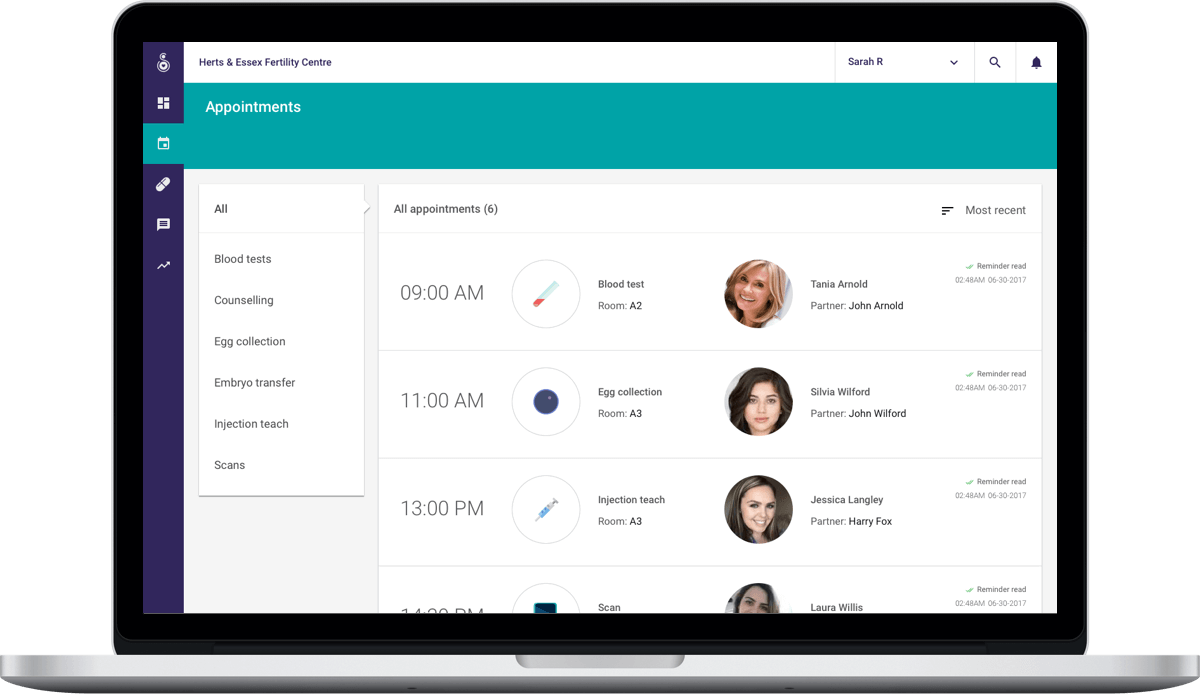 Herts & Essex Fertility Centre
Sarah R
Appointments
All
Blood tests
Counselling
Egg collection
Embryo transfer
Injection teach
Scans
All appointments (6)
Most recent
09:00 AM
Blood test
Room: A2
Tania Arnold
Partner: John Arnold
Reminder read
02:48AM 06-30-2017
11:00 AM
Egg collection
Room: A3
Silvia Wilford
Partner: John Wilford
Reminder read
02:48AM 06-30-2017
13:00 PM
Injection teach
Room: A3
Jessica Langley
Partner: Harry Fox
Reminder read
02:48AM 06-30-2017
Scan
Laura Willis
Reminder read
02:48AM 06-30-2017